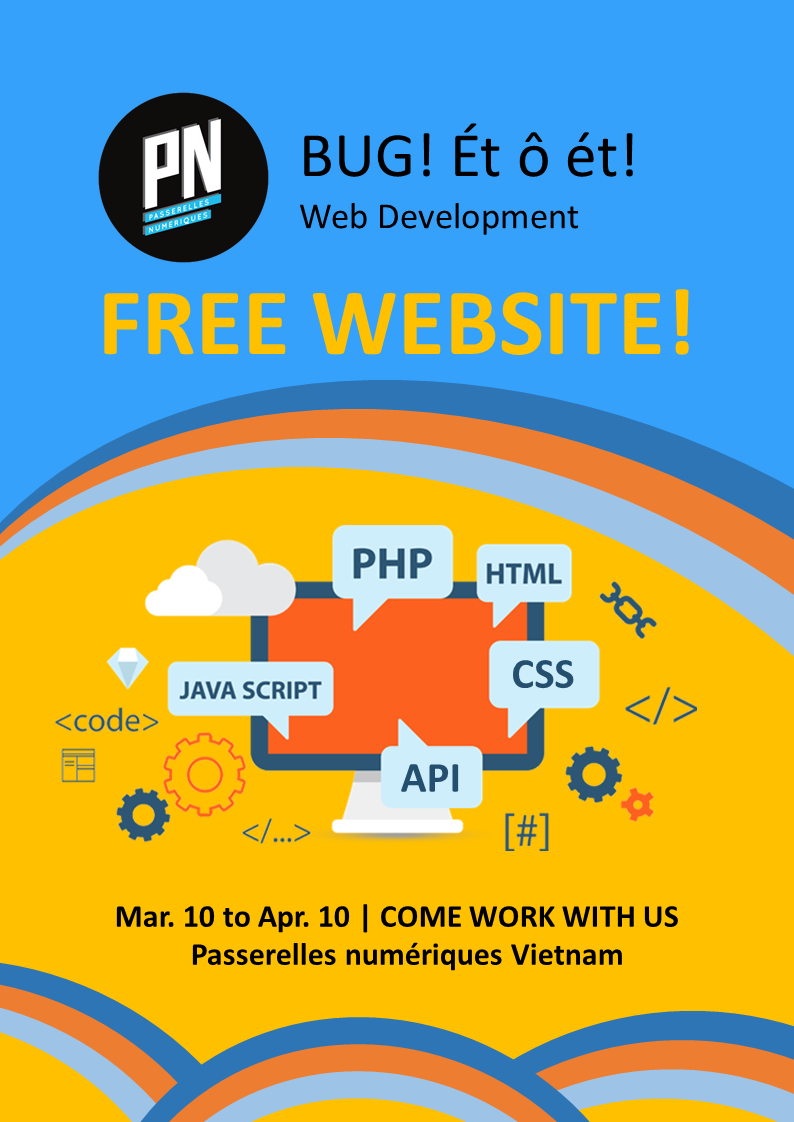 PN
PASSERELLES
NUMERIQUES
BUG! Ét ô ét!
Web Development
FREE WEBSITE!
PHP
HTML
JAVA SCRIPT
CSS
<code>
</>
API
</...>
[#]
Mar. 10 to Apr. 10 | COME WORK WITH US
Passerelles numériques Vietnam